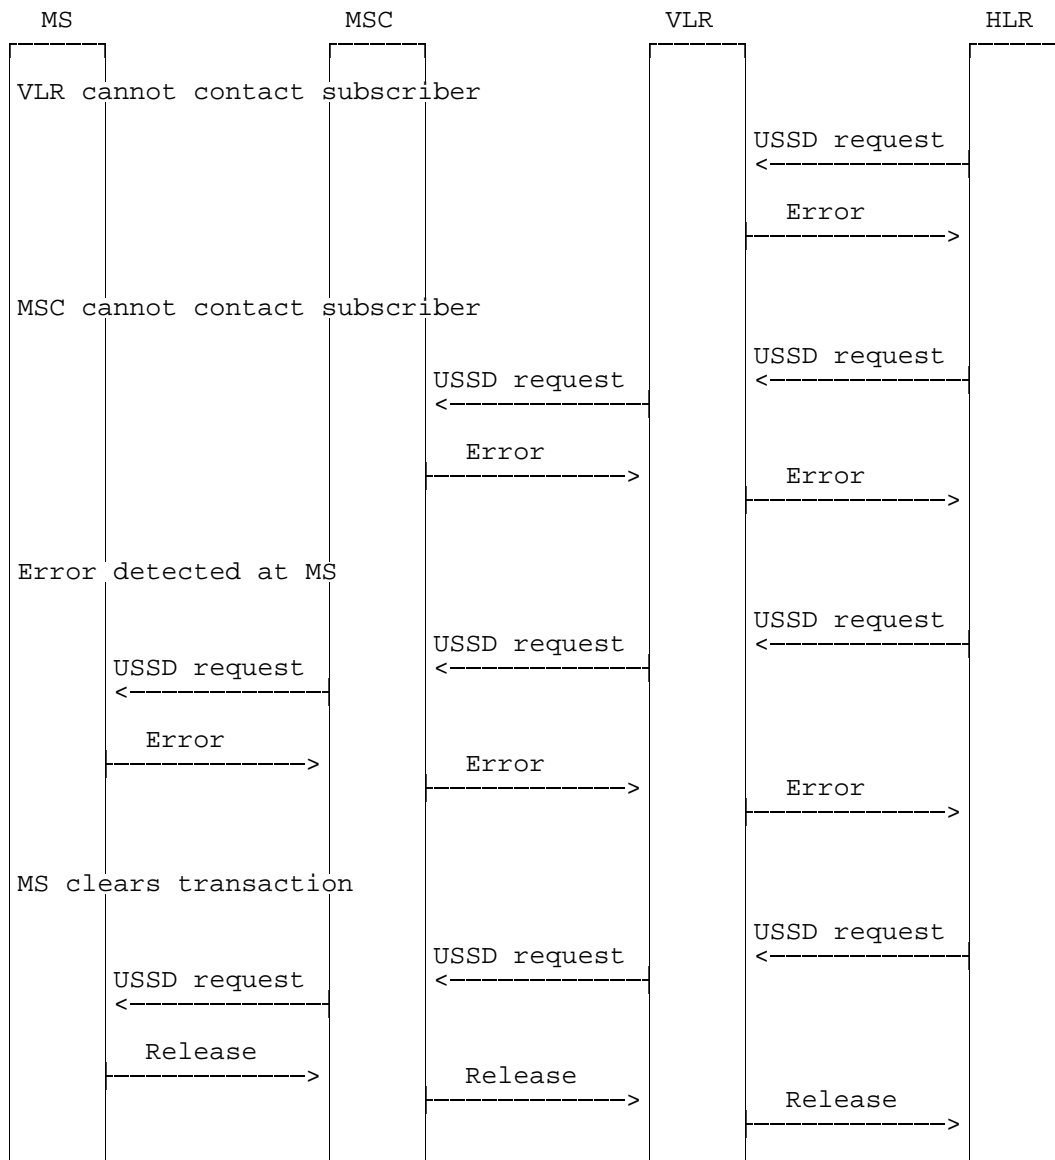 MS MSC VLR HLR
VLR cannot contact subscriber
USSD request
Error
MSC cannot contact subscriber
USSD request
USSD request
Error
Error
Error detected at MS
USSD request
USSD request
USSD request
Error
Error
Error
MS clears transaction
USSD request
USSD request
USSD request
Release
Release
Release